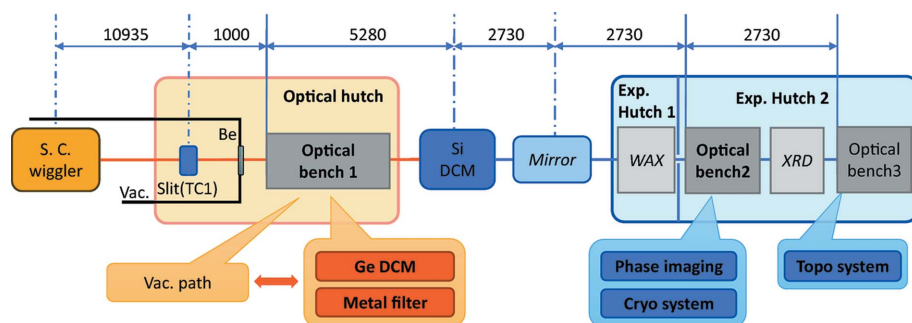 10935
1000
5280
2730
2730
2730
Optical hutch
Exp.
Hutch 1
Exp. Hutch 2
Be
S. C.
wiggler
Slit(TC1)
Vac.
Optical
bench 1
Si
DCM
Mirror
WAX
Optical
bench2
XRD
Optical
bench3
Vac. path
Ge DCM
Metal filter
Phase imaging
Cryo system
Topo system